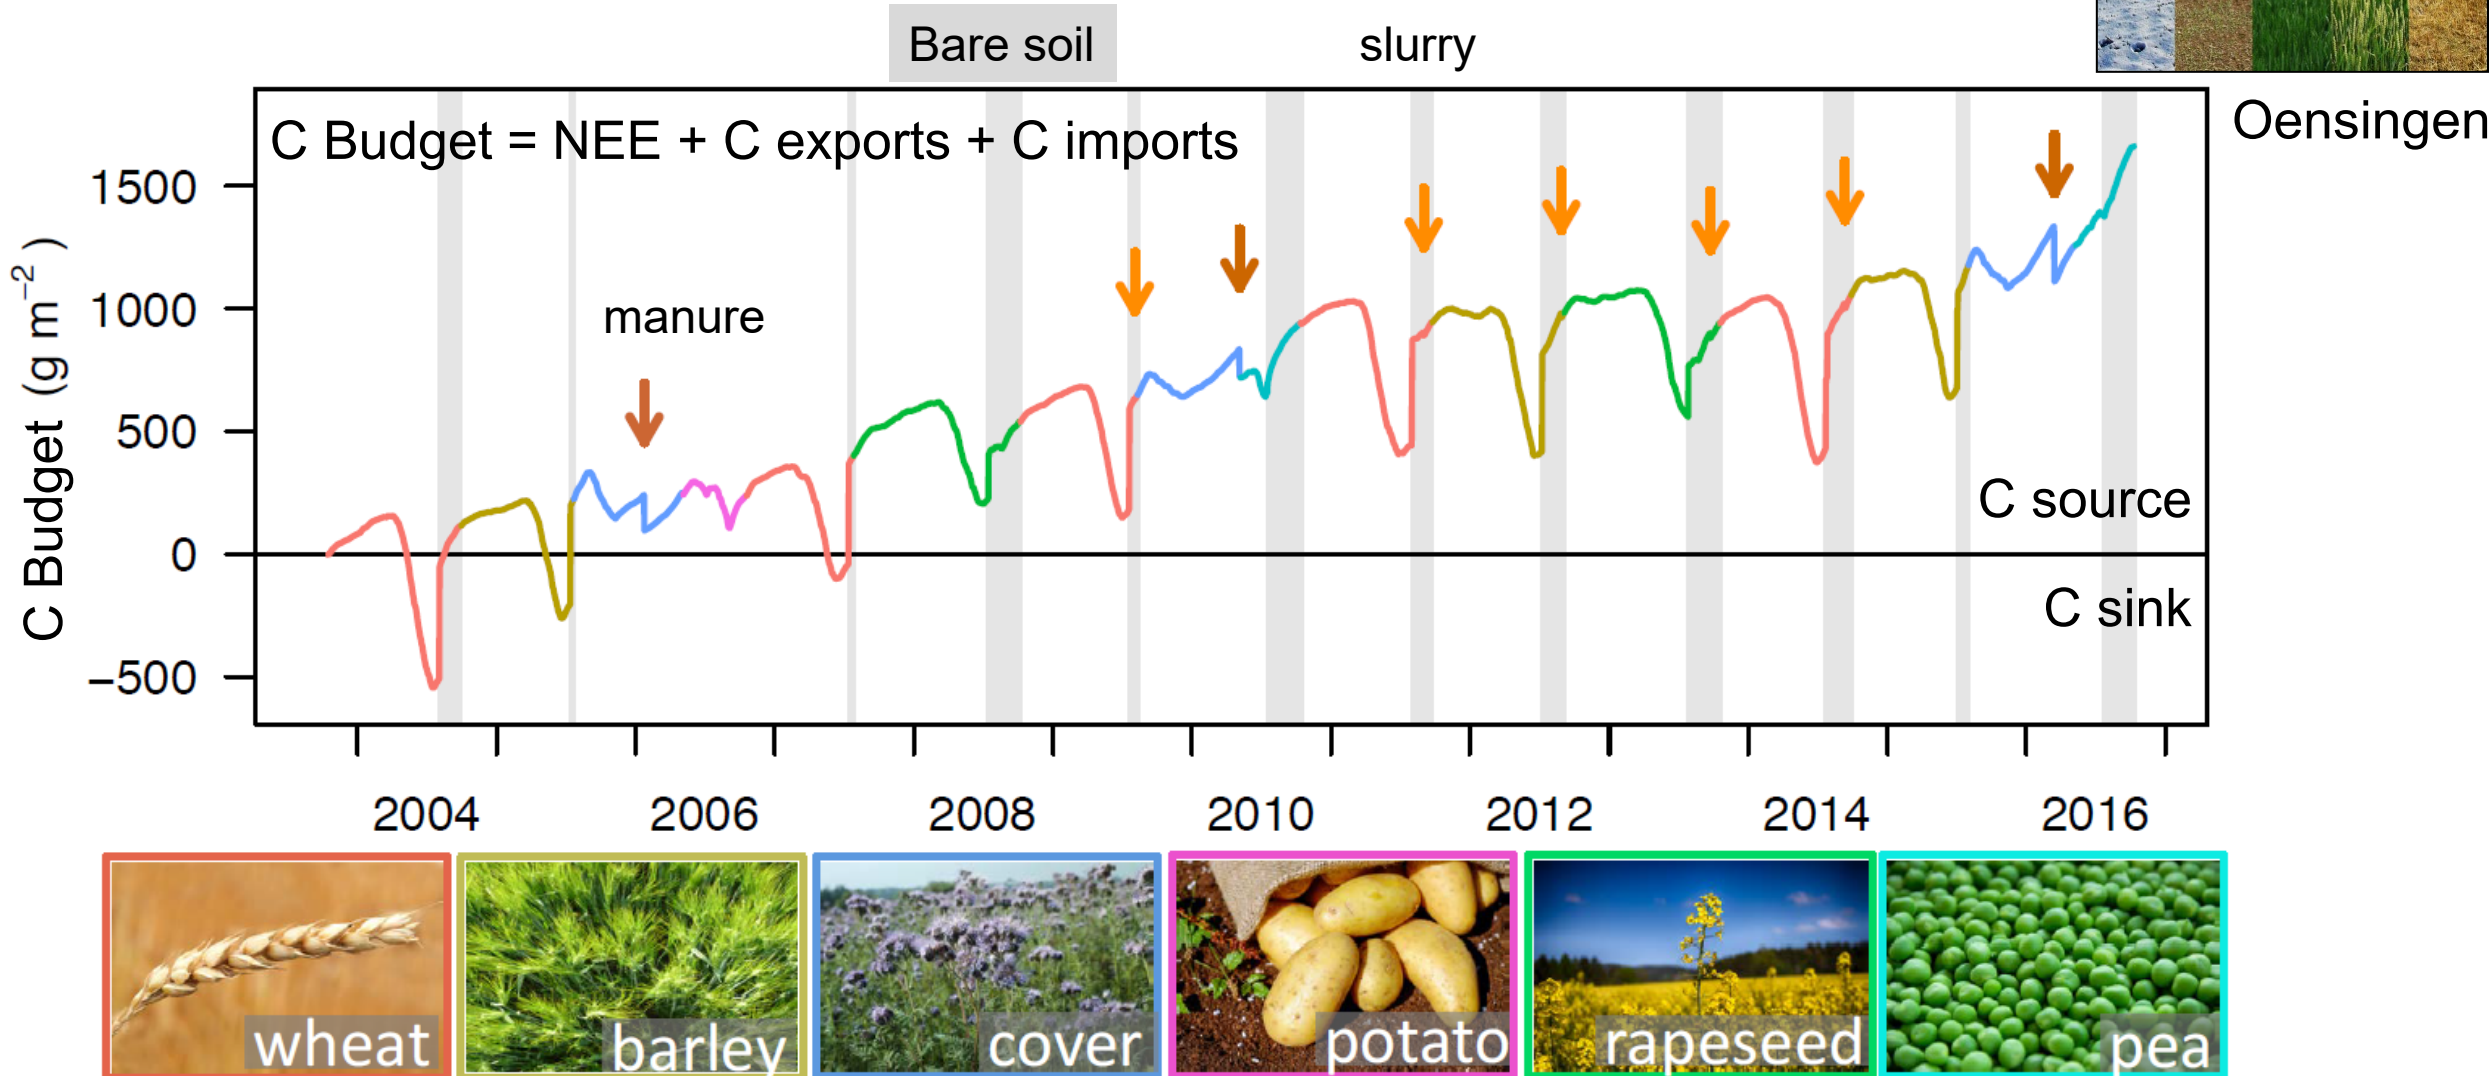 Bare soil
slurry
Oensingen
C Budget = NEE + C exports + C imports
C Budget (g m⁻²)
1500
1000
500
0
−500
manure
C source
C sink
2004
2006
2008
2010
2012
2014
2016
wheat
barley
cover
potato
rapeseed
pea